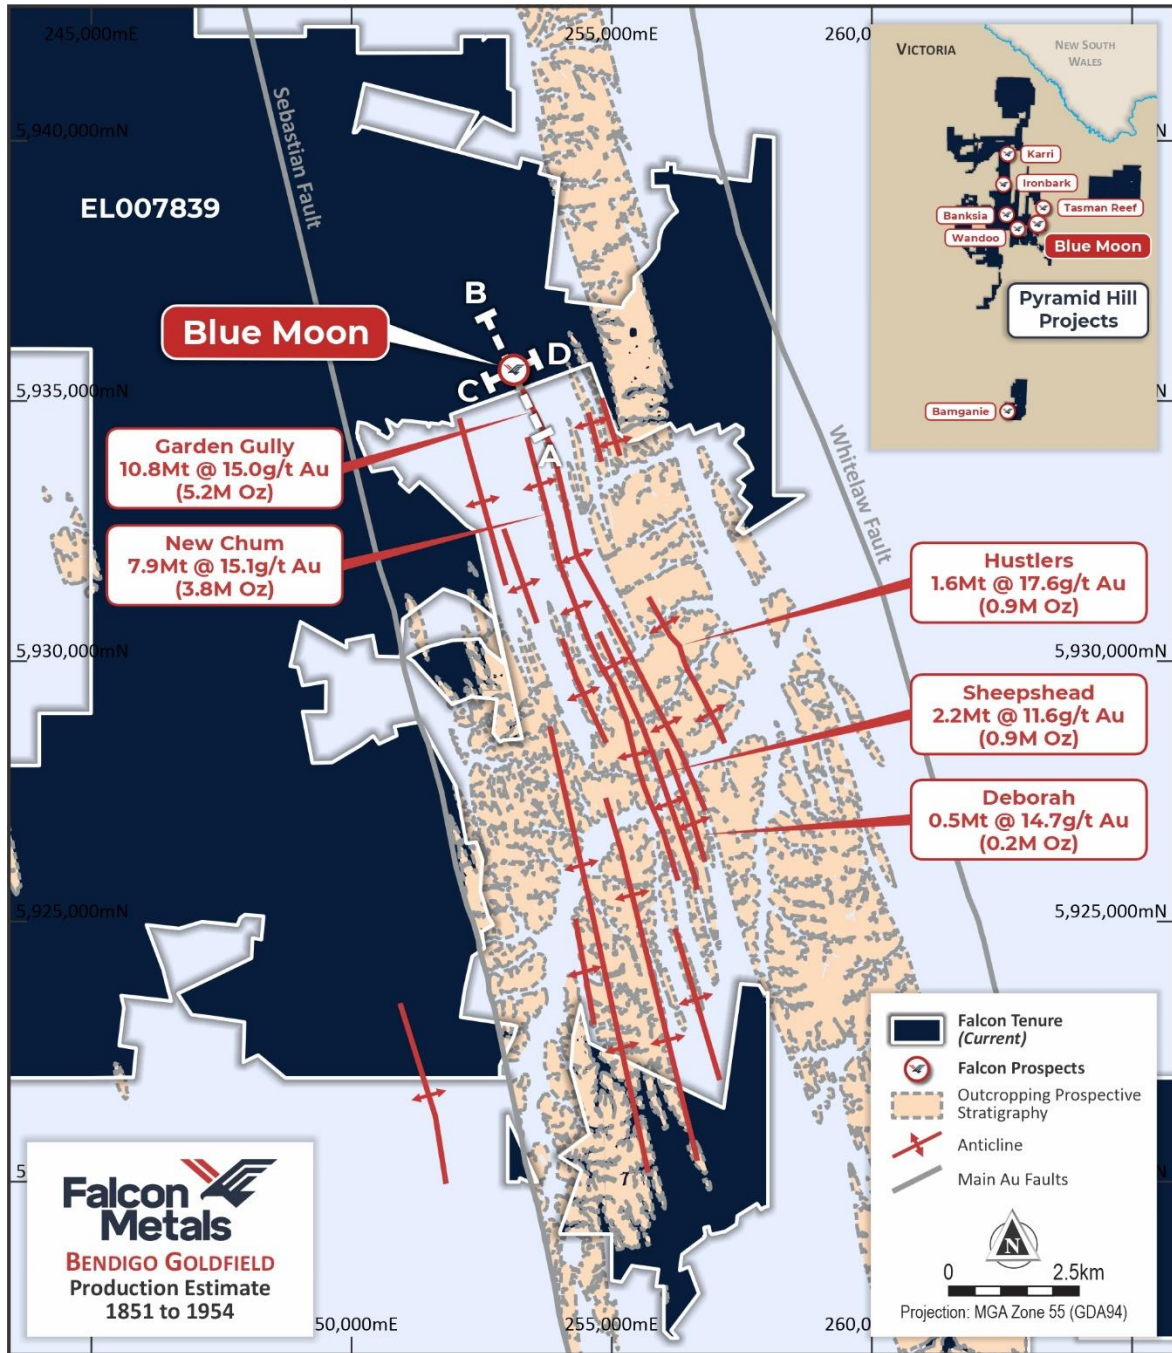 245,000mE
255,000mE
260,0
5,940,000mN
N
Sebastian Fault
EL007839
VICTORIA
NEW SOUTH
WALES
Karri
Ironbark
Banksia
Tasman Reef
Wandoo
Blue Moon
Pyramid Hill
Projects
Bamganie
B
Blue Moon
D
C
A
5,935,000mN
N
Whitelaw Fault
Garden Gully
10.8Mt @ 15.0g/t Au
(5.2M Oz)
New Chum
7.9Mt @ 15.1g/t Au
(3.8M Oz)
Hustlers
1.6Mt @ 17.6g/t Au
(0.9M Oz)
5,930,000mN
5,930,000mN
Sheepshead
2.2Mt @ 11.6g/t Au
(0.9M Oz)
Deborah
0.5Mt @ 14.7g/t Au
(0.2M Oz)
5,925,000mN
5,925,000mN
Falcon Tenure
(Current)
Falcon Prospects
Outcropping Prospective
Stratigraphy
Anticline
Main Au Faults
N
0 2.5km
Projection: MGA Zone 55 (GDA94)
5
Falcon
Metals
BENDIGO GOLDFIELD
Production Estimate
1851 to 1954
50,000mE
255,000mE
260,0